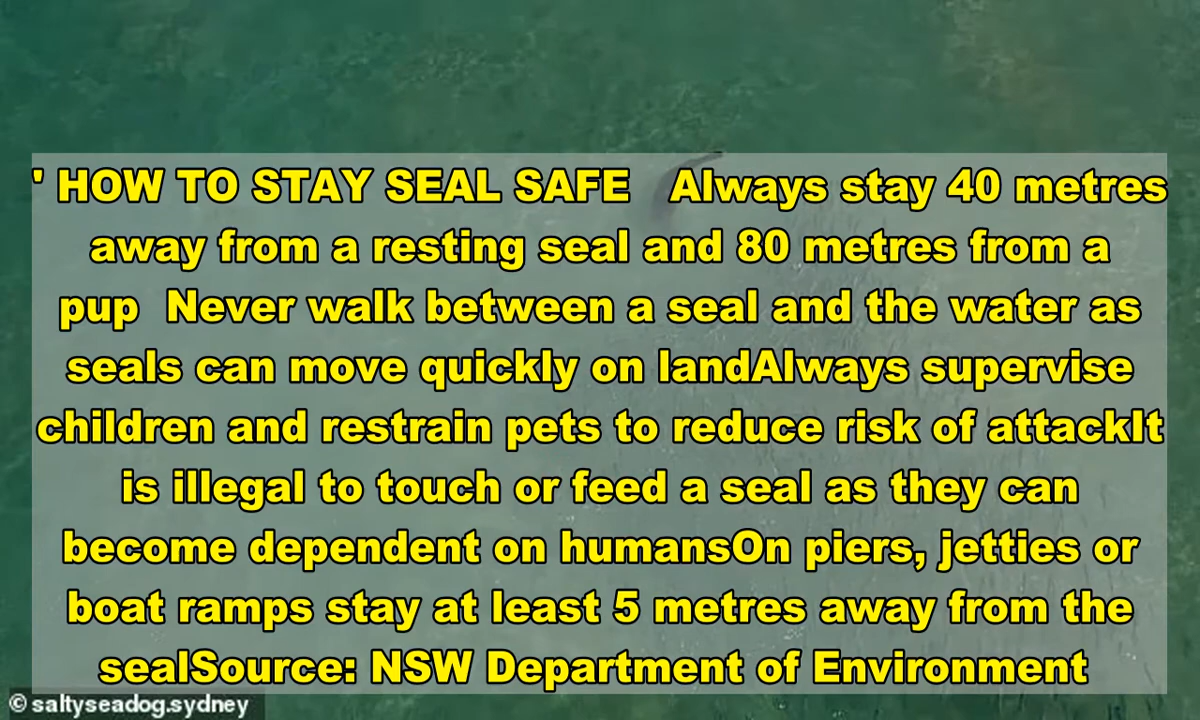 ' HOW TO STAY SEAL SAFE   Always stay 40 metres
away from a resting seal and 80 metres from a
pup  Never walk between a seal and the water as
seals can move quickly on landAlways supervise
children and restrain pets to reduce risk of attackIt
is illegal to touch or feed a seal as they can
become dependent on humansOn piers, jetties or
boat ramps stay at least 5 metres away from the
sealSource: NSW Department of Environment
© saltyseadog.sydney